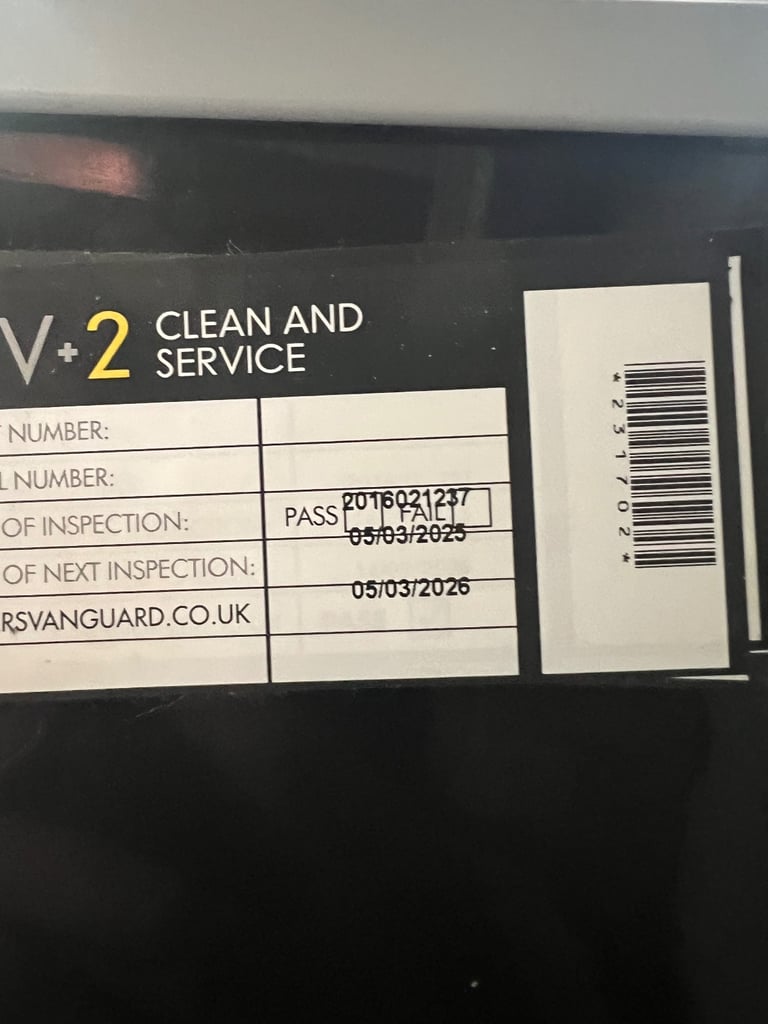 V+2 CLEAN AND
SERVICE
NUMBER:
L NUMBER:
2016021237
OF INSPECTION: PASS FAIL
05/03/2025
OF NEXT INSPECTION:
05/03/2026
RSVANGUARD.CO.UK
*231702*